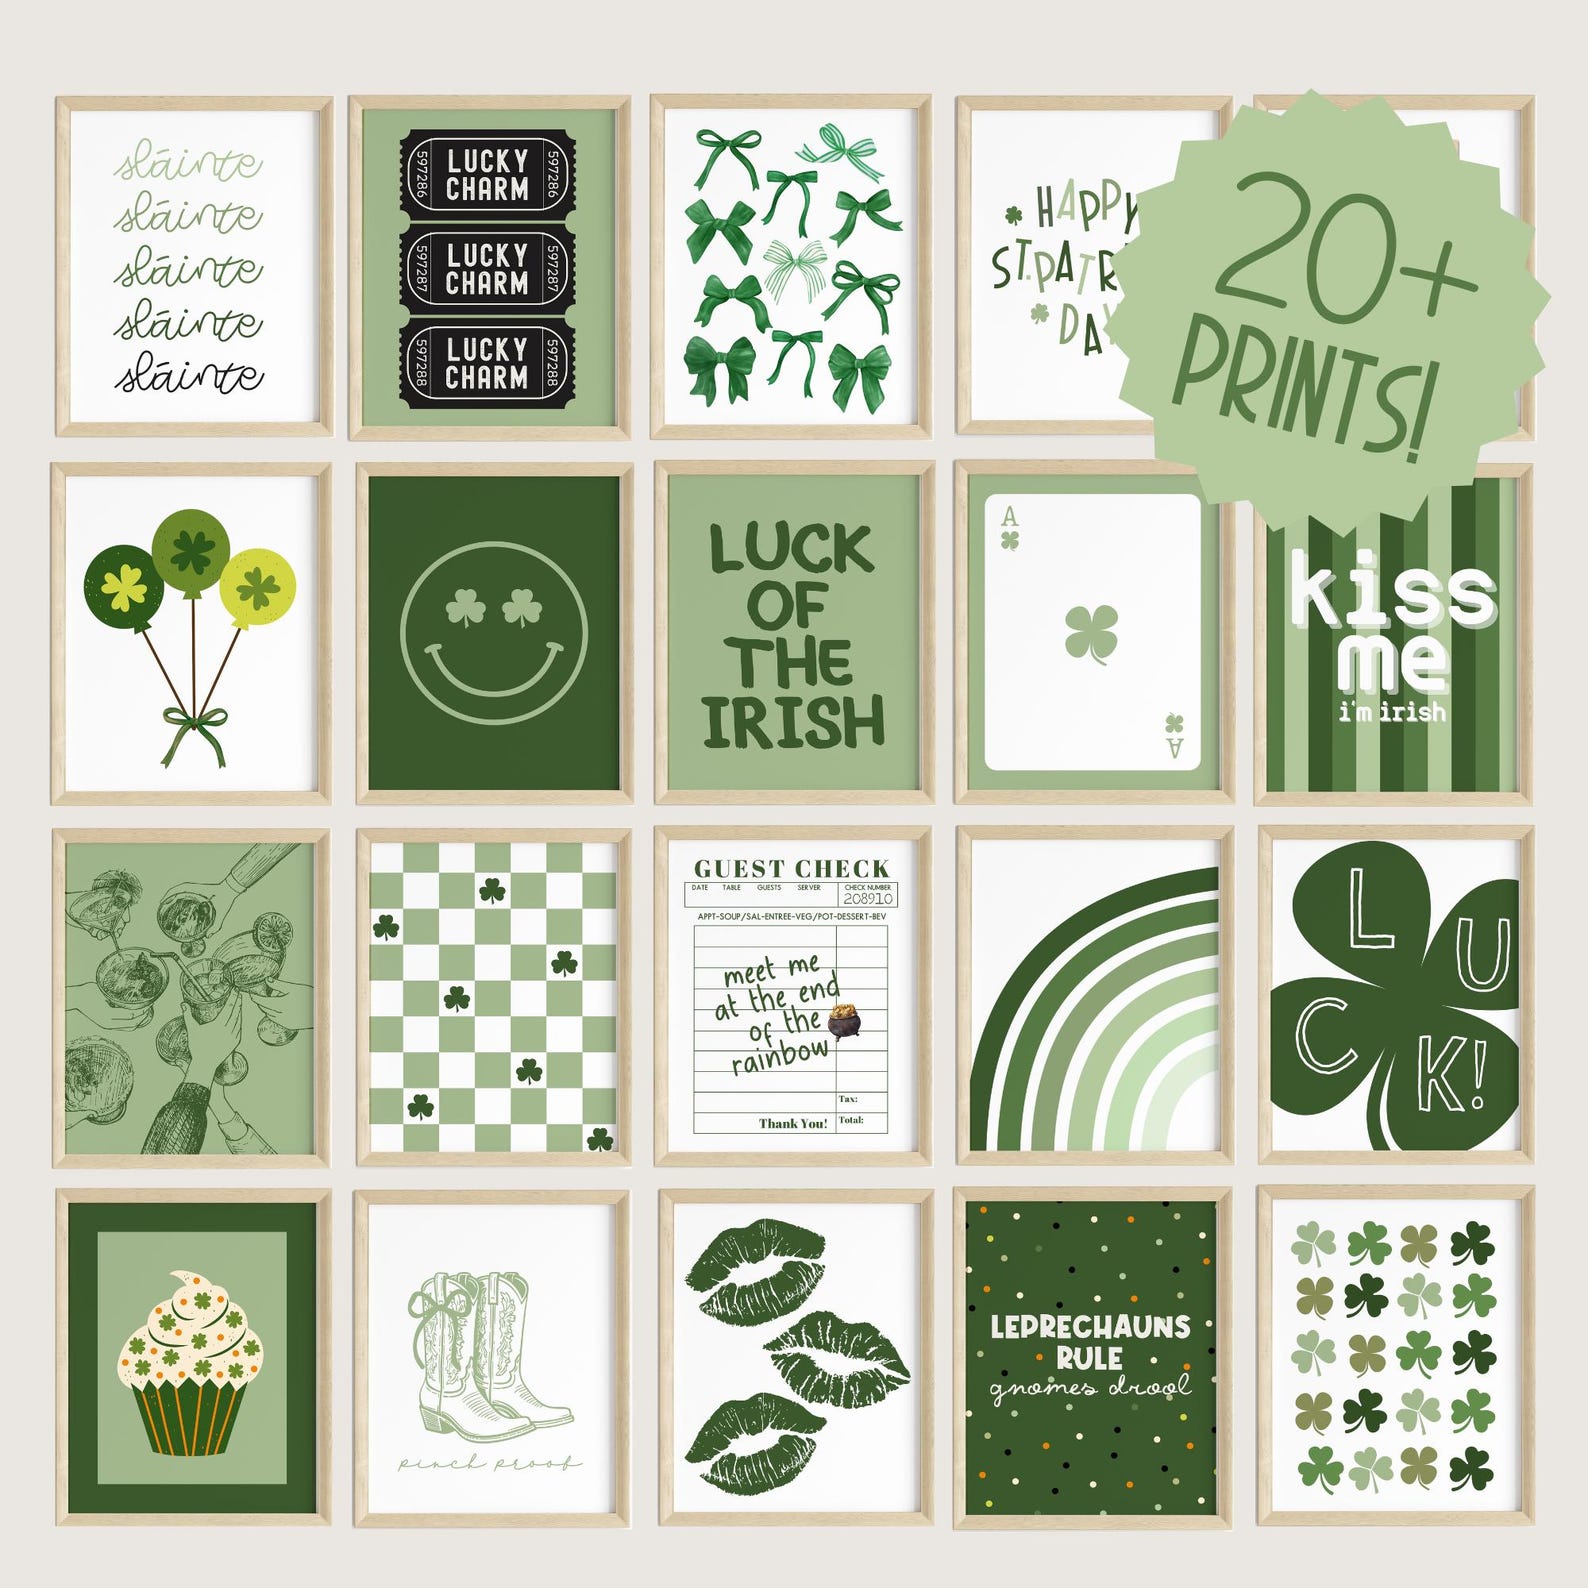 sláinte
sláinte
sláinte
sláinte
sláinte
597286
LUCKY
CHARM
597286
597287
LUCKY
CHARM
597287
597288
LUCKY
CHARM
597288
HAPPY
ST.PATR
DAY
20+
PRINTS!
LUCK
OF
THE
IRISH
A
A
kiss
me
i'm irish
GUEST CHECK
DATE TABLE GUESTS SERVER CHECK NUMBER
208910
APPT-SOUP/SAL-ENTREE-VEG/POT-DESSERT-BEV
meet me
at the end
of the
rainbow
Tax:
Thank You! Total:
L U
C K!
pinch proof
LEPRECHAUNS
RULE
gnomes drool